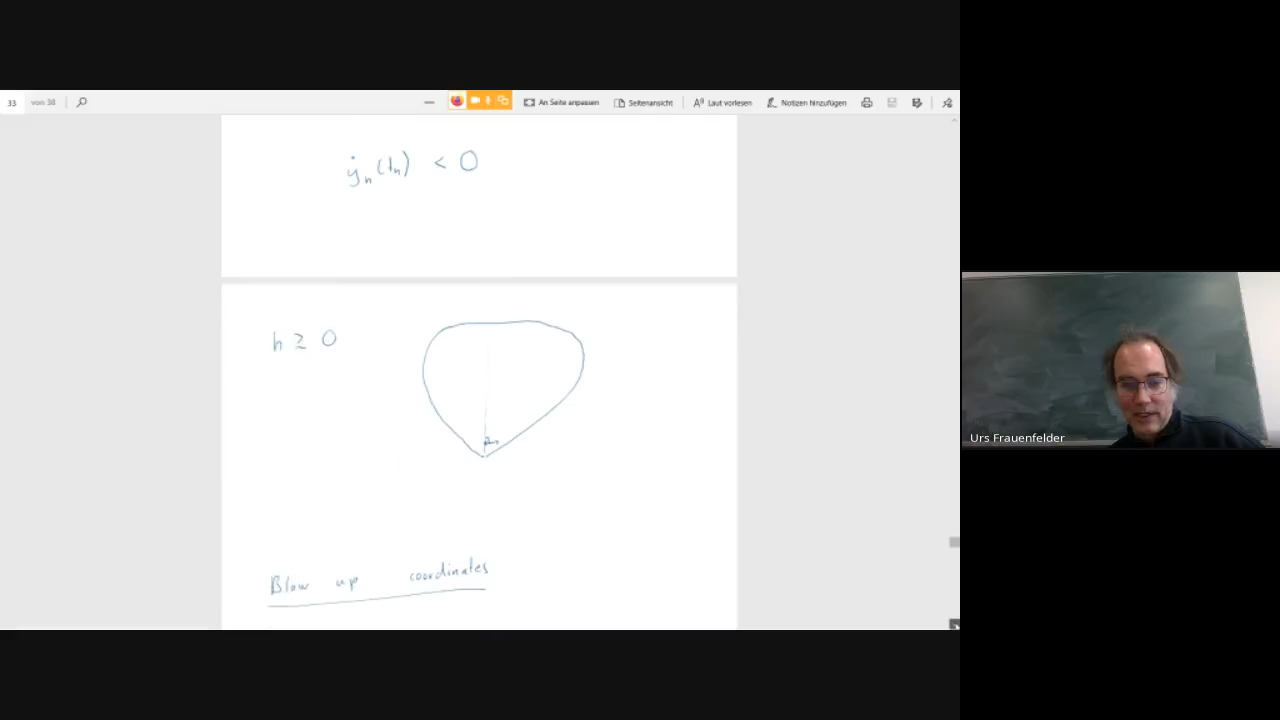 33 von 38 An Seite anpassen Seitenansicht Laut vorlesen Notizen hinzufügen
ẏₙ(tₙ) < 0
h ≥ 0
Blow up coordinates
Urs Frauenfelder